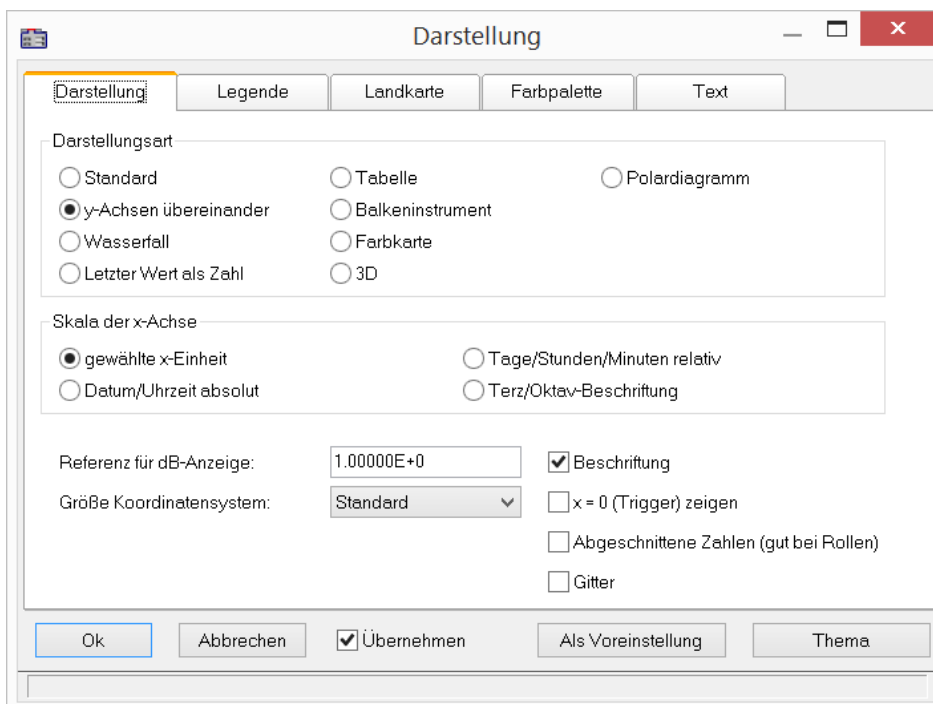 Darstellung
Darstellung Legende Landkarte Farbpalette Text
Darstellungsart
Standard Tabelle Polardiagramm
y-Achsen übereinander Balkeninstrument
Wasserfall Farbkarte
Letzter Wert als Zahl 3D
Skala der x-Achse
gewählte x-Einheit Tage/Stunden/Minuten relativ
Datum/Uhrzeit absolut Terz/Oktav-Beschriftung
Referenz für dB-Anzeige: 1.00000E+0 Beschriftung
Größe Koordinatensystem: Standard x = 0 (Trigger) zeigen
Abgeschnittene Zahlen (gut bei Rollen)
Gitter
Ok Abbrechen Übernehmen Als Voreinstellung Thema